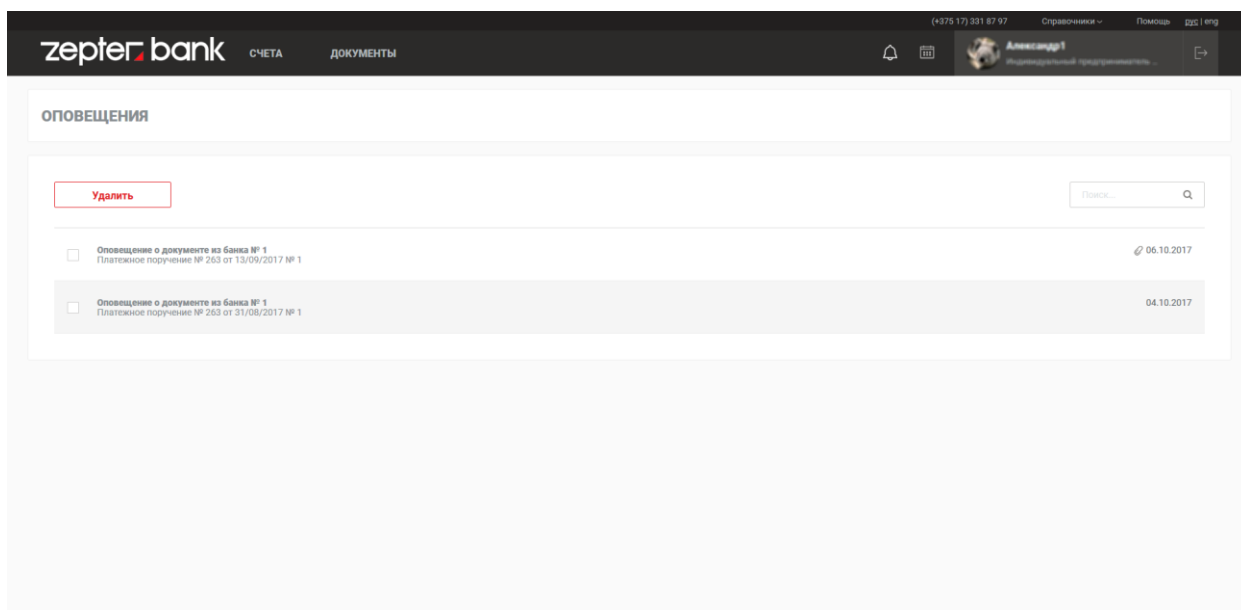 (+375 17) 331 87 97 Справочники Помощь рус | eng
zepter bank СЧЕТА ДОКУМЕНТЫ
Александр1
Индивидуальный предприниматель ...
ОПОВЕЩЕНИЯ
Удалить Поиск...
Оповещение о документе из банка № 1
Платежное поручение № 263 от 13/09/2017 № 1
06.10.2017
Оповещение о документе из банка № 1
Платежное поручение № 263 от 31/08/2017 № 1
04.10.2017